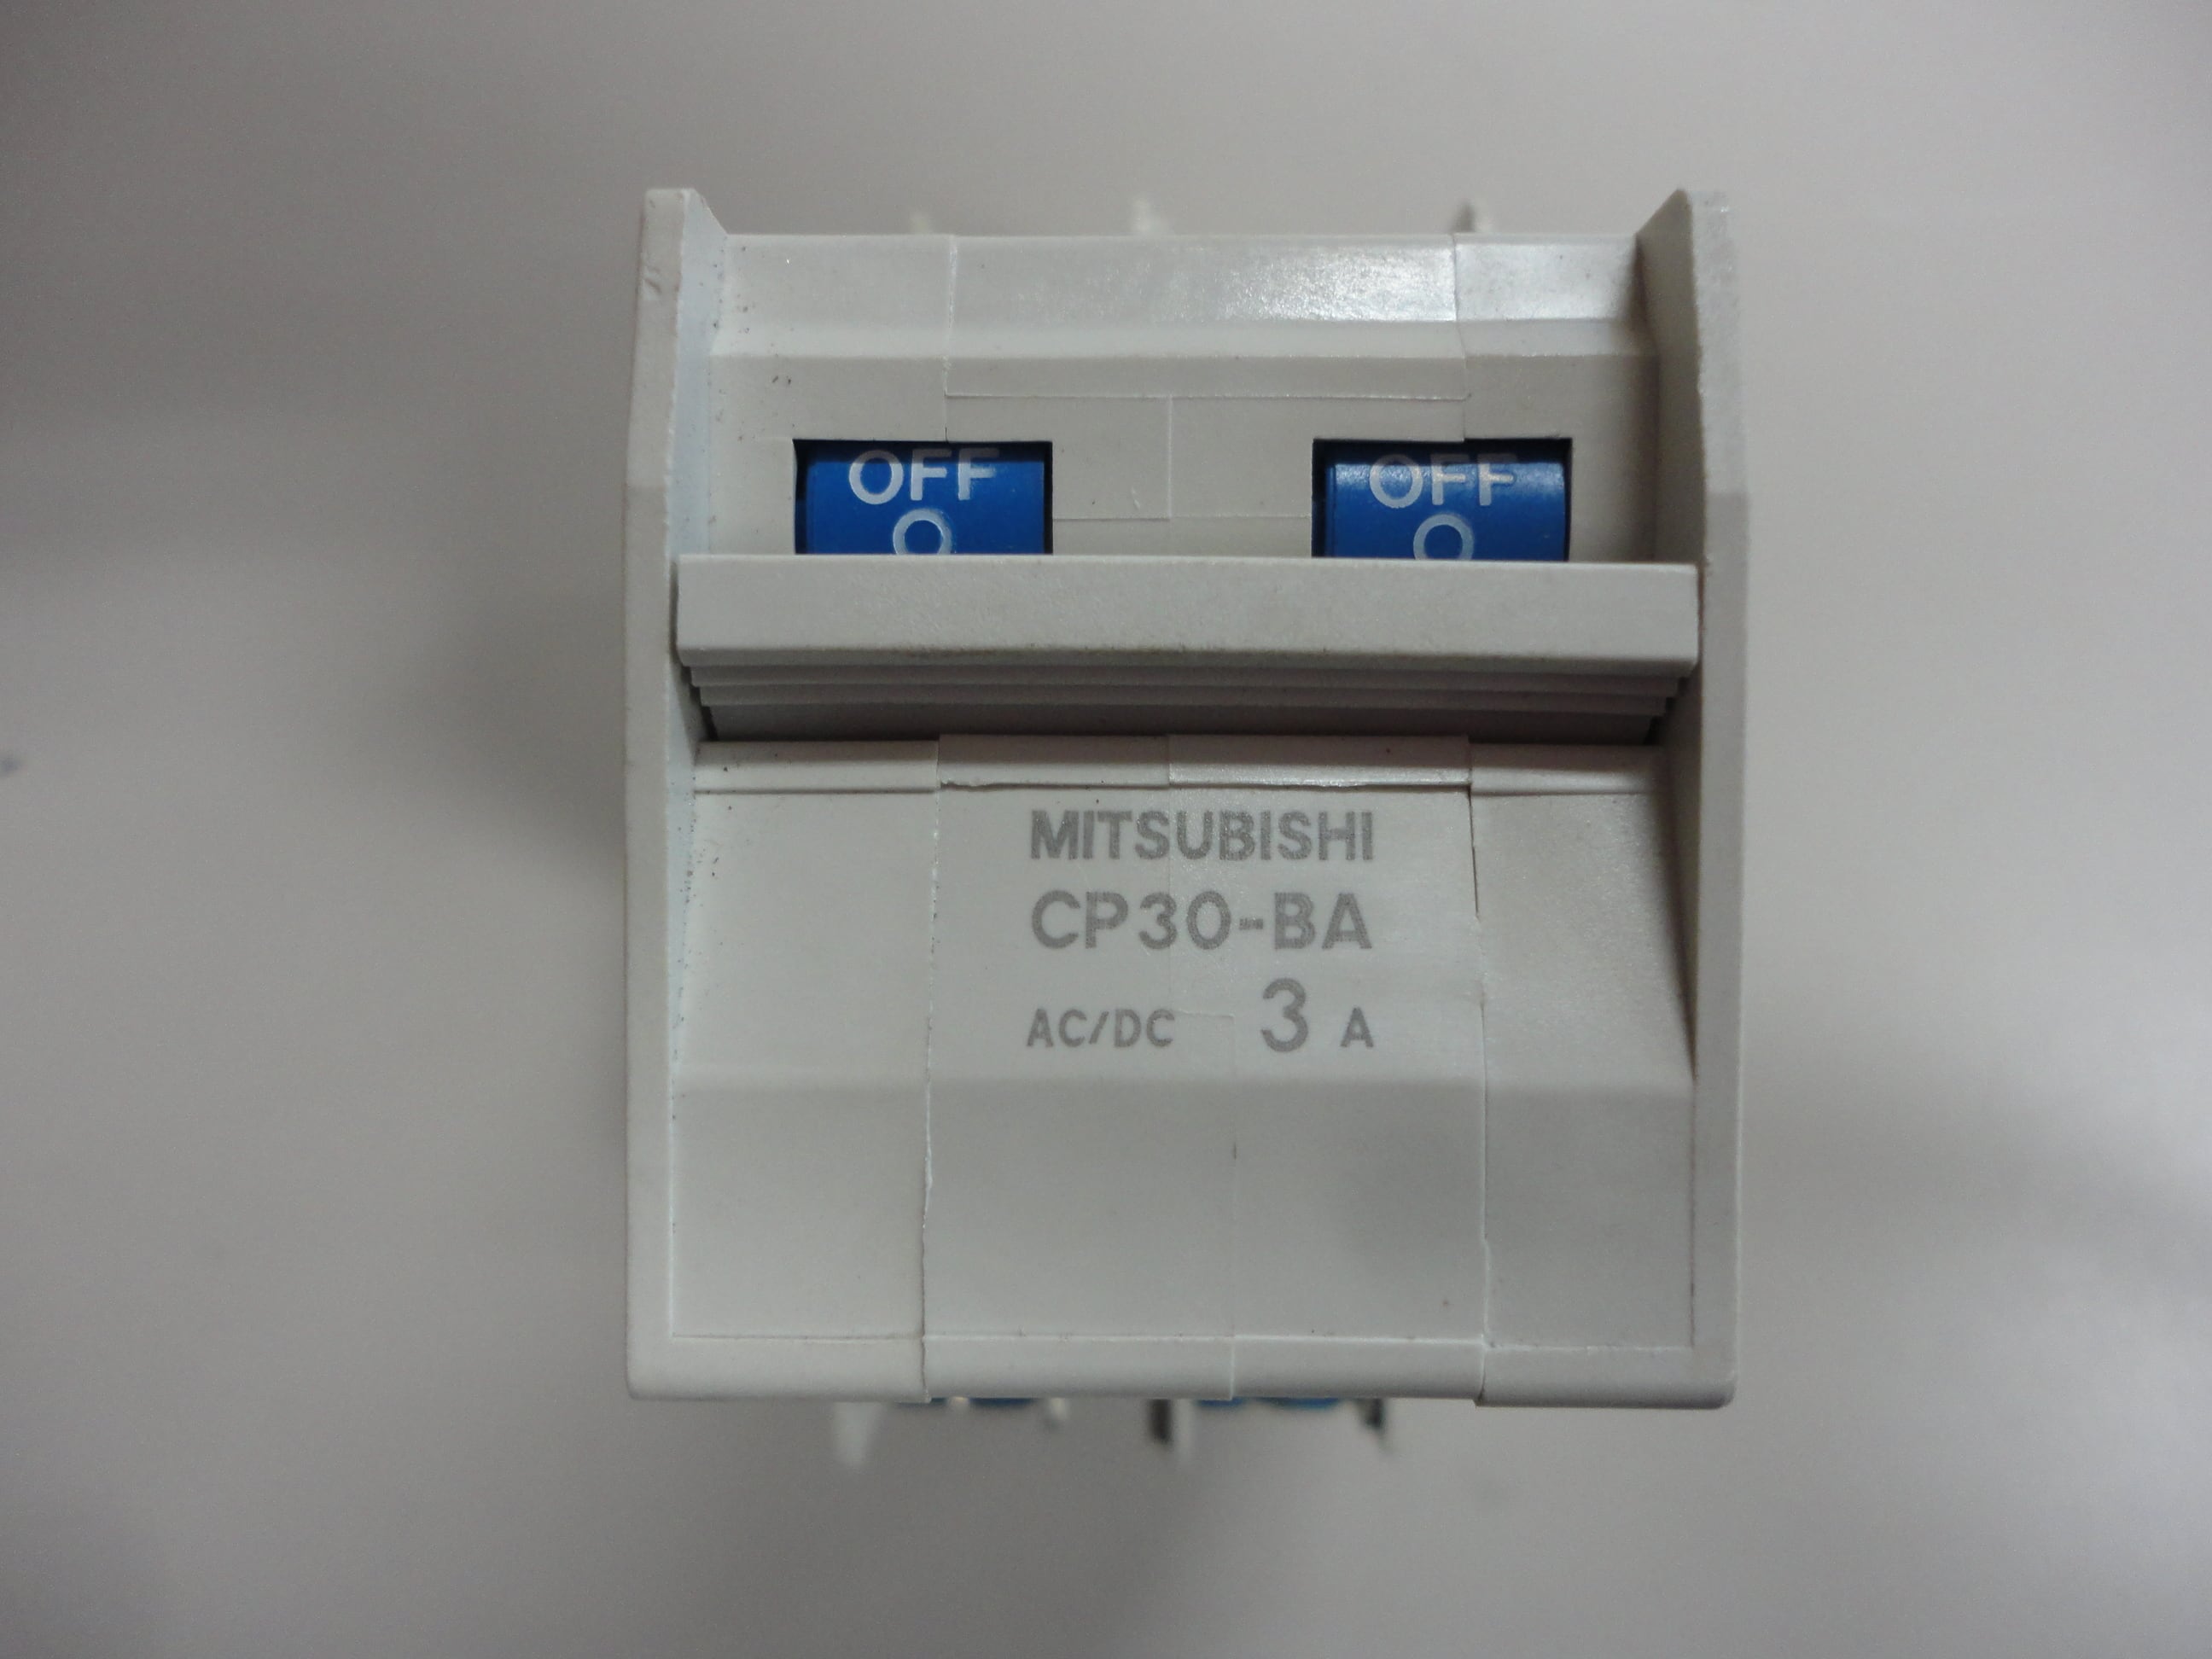 OFF OFF
O O
MITSUBISHI
CP30-BA
AC/DC 3 A